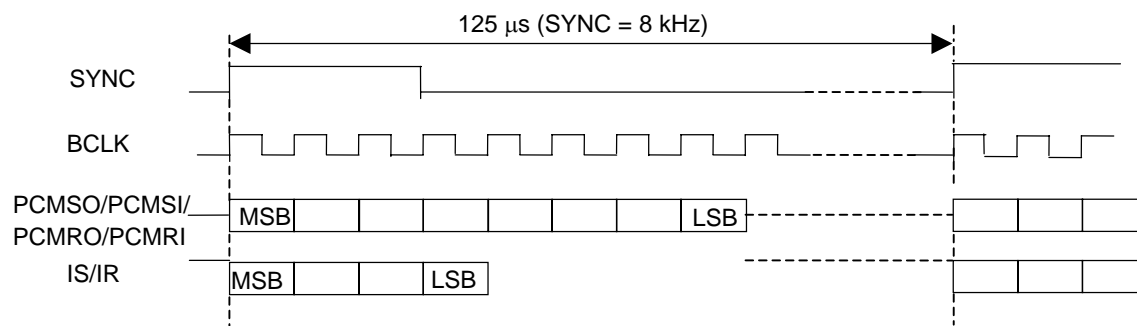 125 μs (SYNC = 8 kHz)
SYNC
BCLK
PCMSO/PCMSI/
PCMRO/PCMRI
MSB LSB
IS/IR
MSB LSB